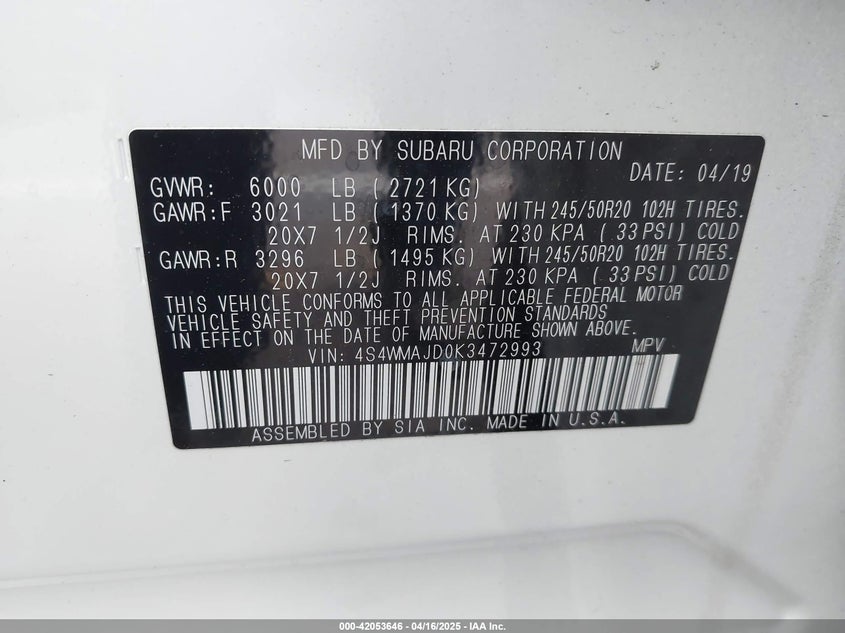 MFD BY SUBARU CORPORATION
DATE: 04/19
GVWR: 6000 LB ( 2721 KG)
GAWR:F 3021 LB ( 1370 KG) WITH 245/50R20 102H TIRES.
20X7 1/2J RIMS. AT 230 KPA ( 33 PSI) COLD
GAWR:R 3296 LB ( 1495 KG) WITH 245/50R20 102H TIRES.
20X7 1/2J RIMS. AT 230 KPA ( 33 PSI) COLD
THIS VEHICLE CONFORMS TO ALL APPLICABLE FEDERAL MOTOR
VEHICLE SAFETY AND THEFT PREVENTION STANDARDS
IN EFFECT ON THE DATE OF MANUFACTURE SHOWN ABOVE.
VIN: 4S4WMAJD0K3472993 MPV
ASSEMBLED BY SIA INC. MADE IN U.S.A.
000-42053646 - 04/16/2025 - IAA Inc.